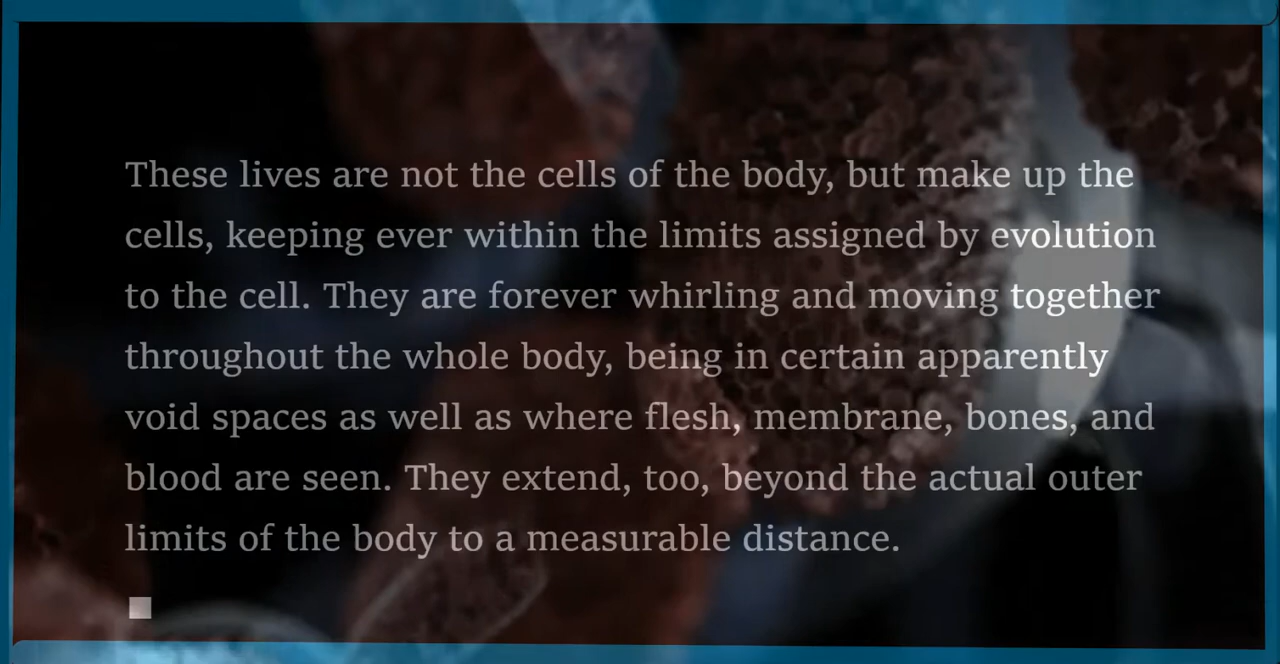 These lives are not the cells of the body, but make up the
cells, keeping ever within the limits assigned by evolution
to the cell. They are forever whirling and moving together
throughout the whole body, being in certain apparently
void spaces as well as where flesh, membrane, bones, and
blood are seen. They extend, too, beyond the actual outer
limits of the body to a measurable distance.